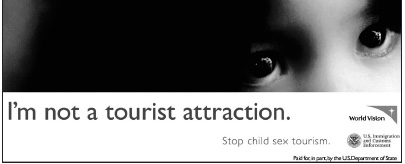 I'm not a tourist attraction.
World Vision
Stop child sex tourism.
U.S. Immigration
and Customs
Enforcement
Paid for, in part, by the U.S. Department of State